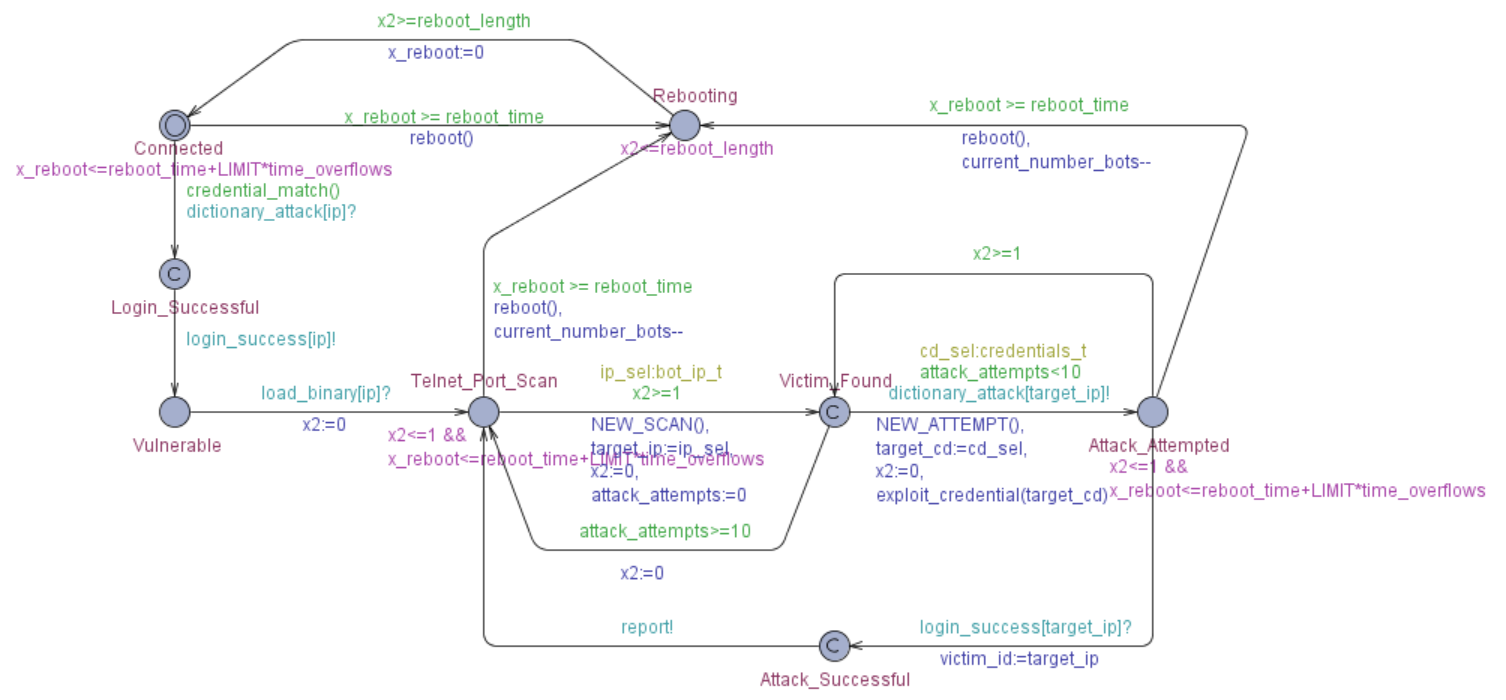 x2>=reboot_length
x_reboot:=0
Rebooting
x_reboot >= reboot_time
x_reboot >= reboot_time
reboot()
reboot(),
current_number_bots--
Connected
x2<=reboot_length
x_reboot<=reboot_time+LIMIT*time_overflows
credential_match()
dictionary_attack[ip]?
x2>=1
C
Login_Successful
x_reboot >= reboot_time
reboot(),
current_number_bots--
login_success[ip]!
cd_sel:credentials_t
ip_sel:bot_ip_t
attack_attempts<10
Telnet_Port_Scan
Victim_Found
load_binary[ip]?
x2>=1
dictionary_attack[target_ip]!
C
x2:=0
NEW_SCAN(),
NEW_ATTEMPT(),
Vulnerable
x2<=1 &&
target_ip:=ip_sel,
target_cd:=cd_sel,
Attack_Attempted
x_reboot<=reboot_time+LIMIT*time_overflows
x2:=0,
x2:=0,
x2<=1 &&
attack_attempts:=0
exploit_credential(target_cd)
x_reboot<=reboot_time+LIMIT*time_overflows
attack_attempts>=10
x2:=0
report!
login_success[target_ip]?
C
victim_id:=target_ip
Attack_Successful